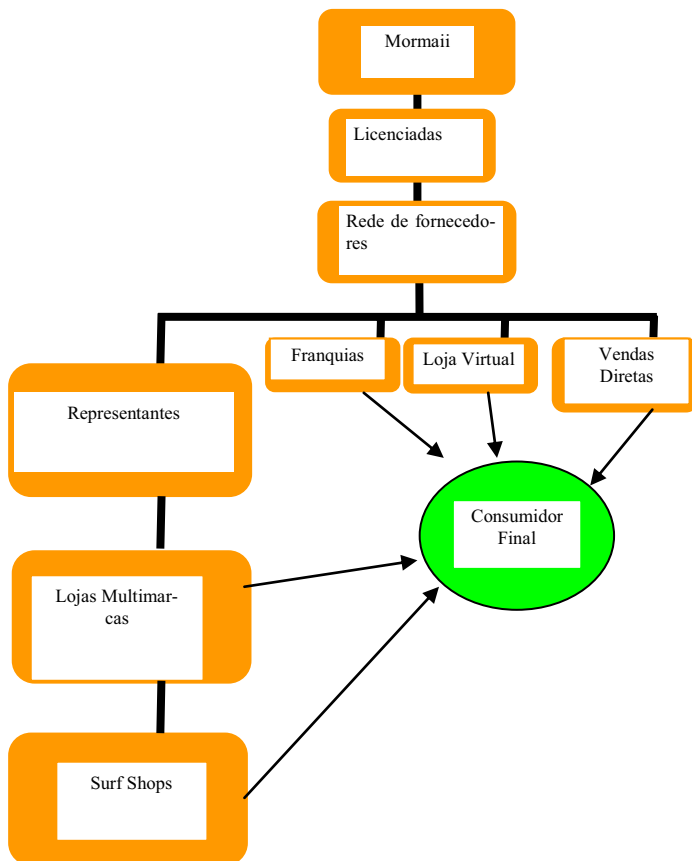 Mormaii
Licenciadas
Rede de fornecedo-
res
Franquias
Loja Virtual
Vendas
Diretas
Representantes
Consumidor
Final
Lojas Multimar-
cas
Surf Shops